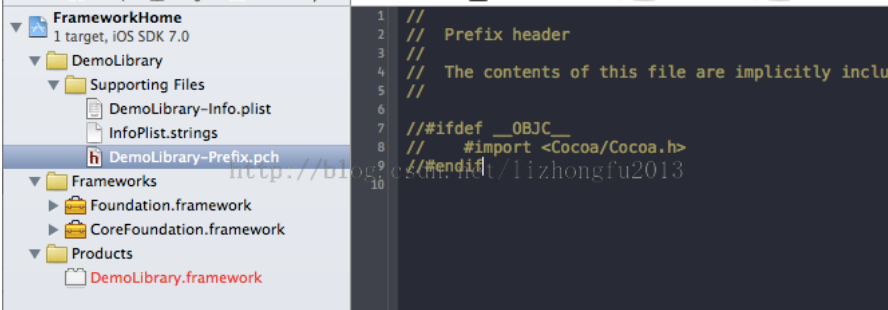 FrameworkHome
1 target, iOS SDK 7.0
DemoLibrary
Supporting Files
DemoLibrary-Info.plist
InfoPlist.strings
DemoLibrary-Prefix.pch
Frameworks
Foundation.framework
CoreFoundation.framework
Products
DemoLibrary.framework
1 //
2 // Prefix header
3 //
4 // The contents of this file are implicitly inclu
5 //
6
7 //#ifdef __OBJC__
8 // #import <Cocoa/Cocoa.h>
9 //#endif
10
http://blog.csdn.net/lizhongfu2013